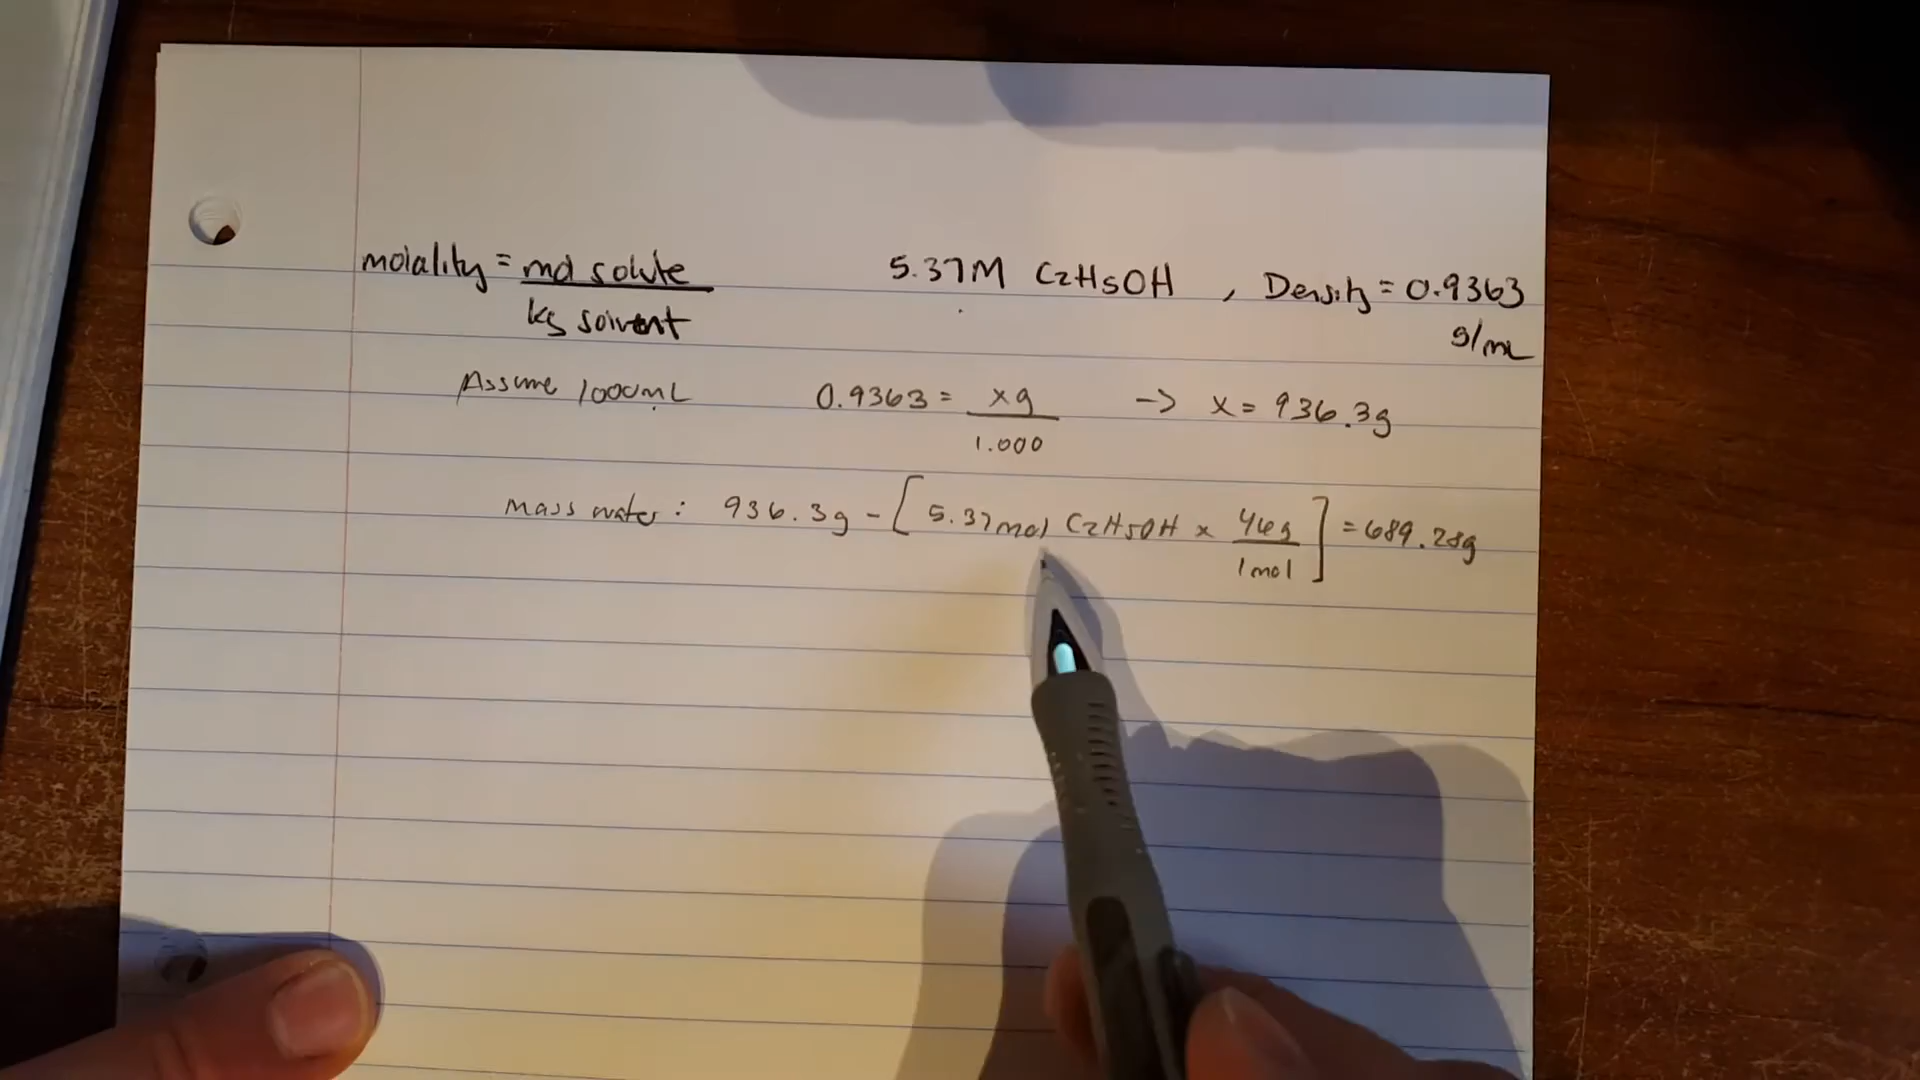 molality = mol solute / kg solvent
5.37M C2H5OH , Density = 0.9363 g/mL
Assume 1000mL 0.9363 = xg / 1.000 -> x = 936.3g
Mass water: 936.3g - [5.37mol C2H5OH x 46g / 1mol] = 689.28g